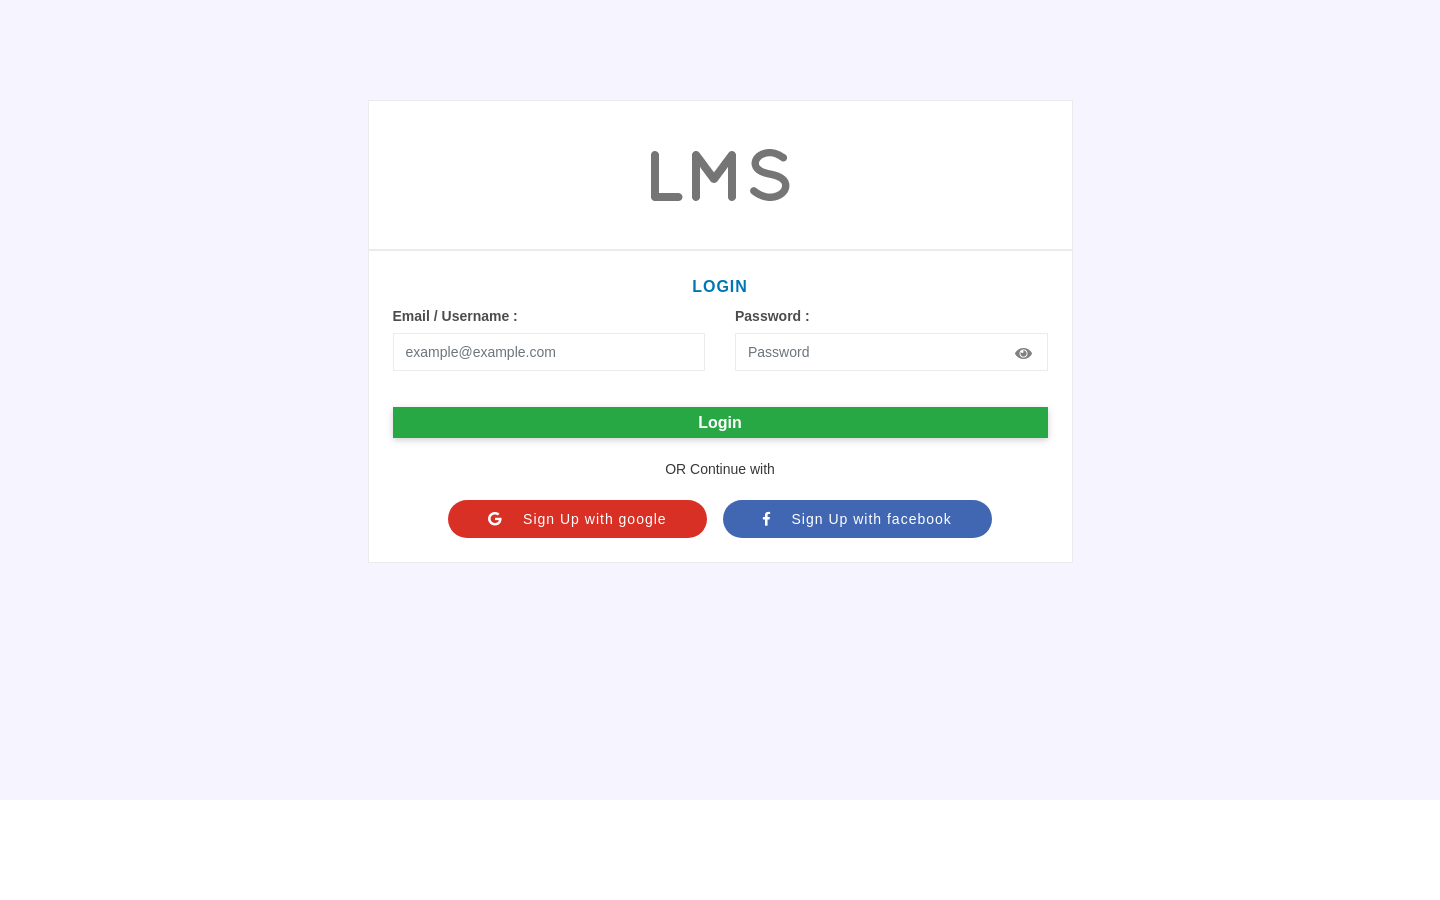 LMS
LOGIN
Email / Username :
Password :
example@example.com
Password
Login
OR Continue with
Sign Up with google
Sign Up with facebook